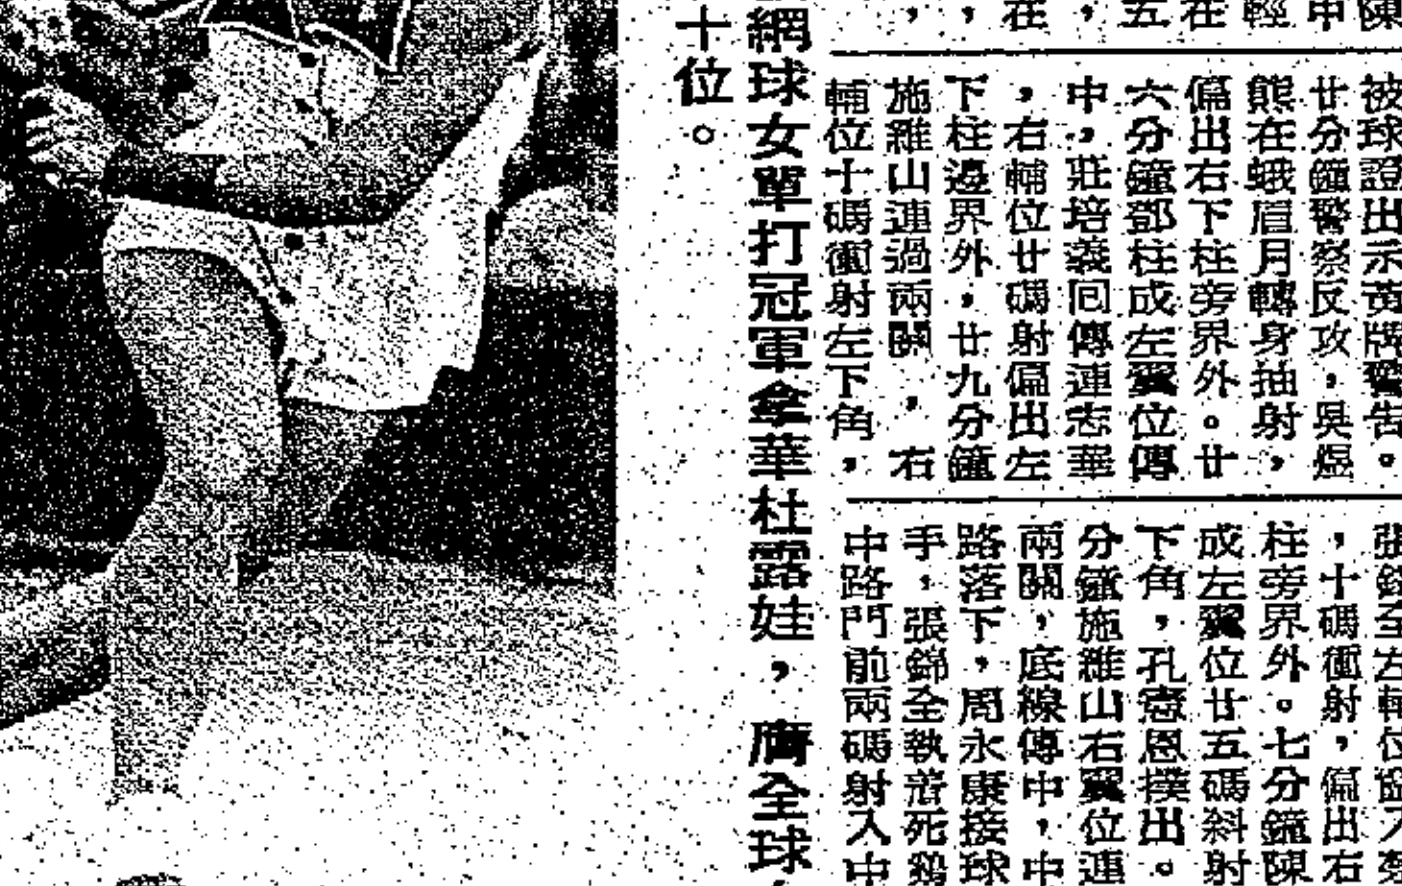 在
五
在
輕
被球證出示黃牌警告。
廿分鐘警察反攻，吳煜
熊在蛾眉月轉身抽射，
偏出右下柱旁界外。廿
六分鐘鄧柱成左翼位傳
中，莊培義回傳連志華
，右輔位廿碼射偏出左
下柱邊界外，廿九分鐘
施維山連過兩關，右
輔位十碼衝射左下角，
張錦全左輔位
，十碼衝射，偏出右
柱旁界外。七分鐘陳
成左翼位廿五碼斜射
下角，孔憲恩撲出。
分鐘施維山右翼位連
兩關，底線傳中，中
路落下，周永康接球
手，張錦全執着死雞
中路門前兩碼射入中
網球女單打冠軍拿華杜露娃，膺全球
十位。